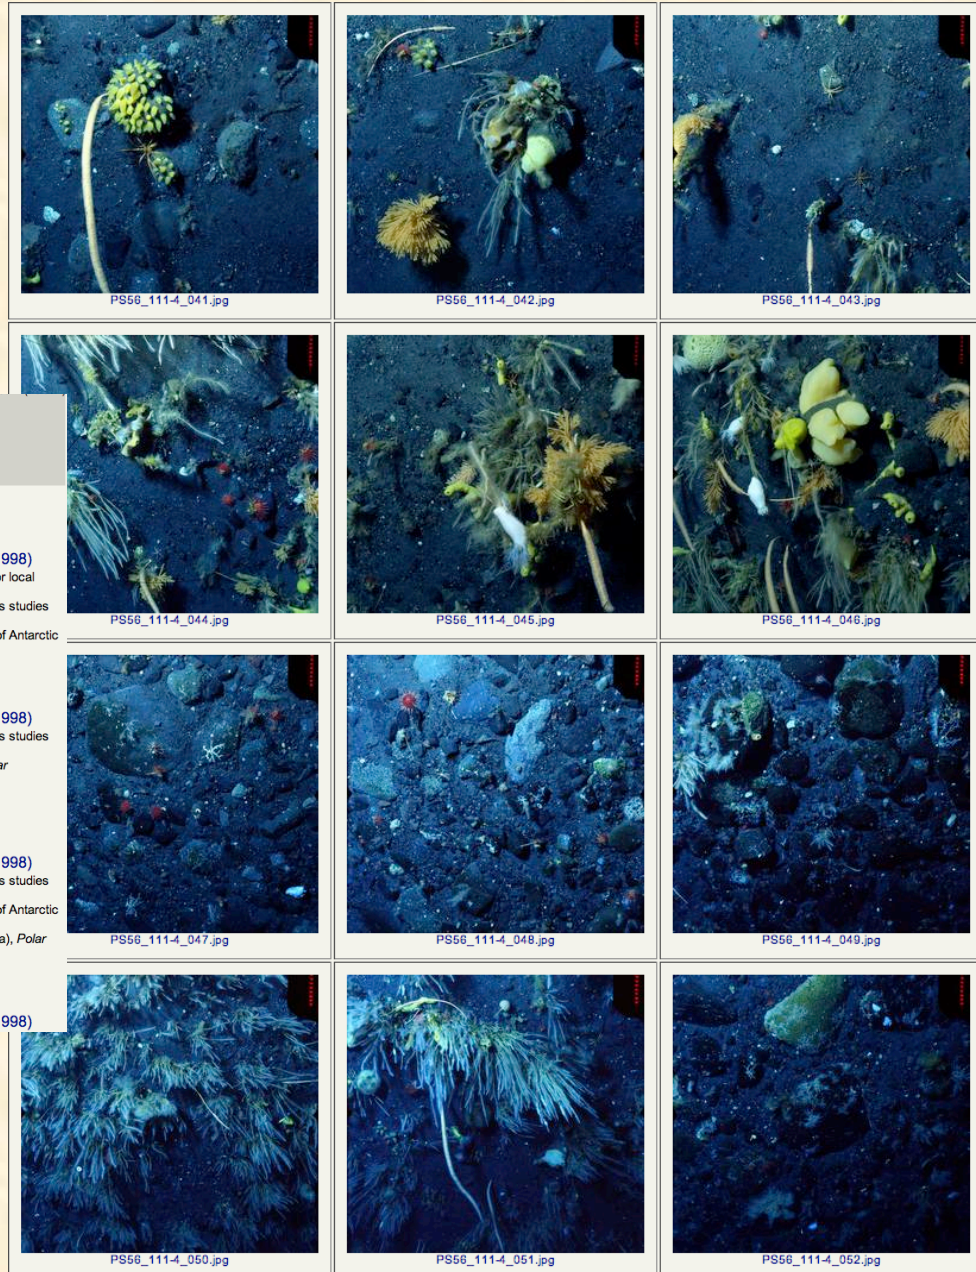 PS56_111-4_041.jpg
PS56_111-4_042.jpg
PS56_111-4_043.jpg
PS56_111-4_044.jpg
PS56_111-4_045.jpg
PS56_111-4_046.jpg
998)
r local
s studies
of Antarctic
998)
s studies
ar
998)
s studies
of Antarctic
a), Polar
998)
PS56_111-4_047.jpg
PS56_111-4_048.jpg
PS56_111-4_049.jpg
PS56_111-4_050.jpg
PS56_111-4_051.jpg
PS56_111-4_052.jpg